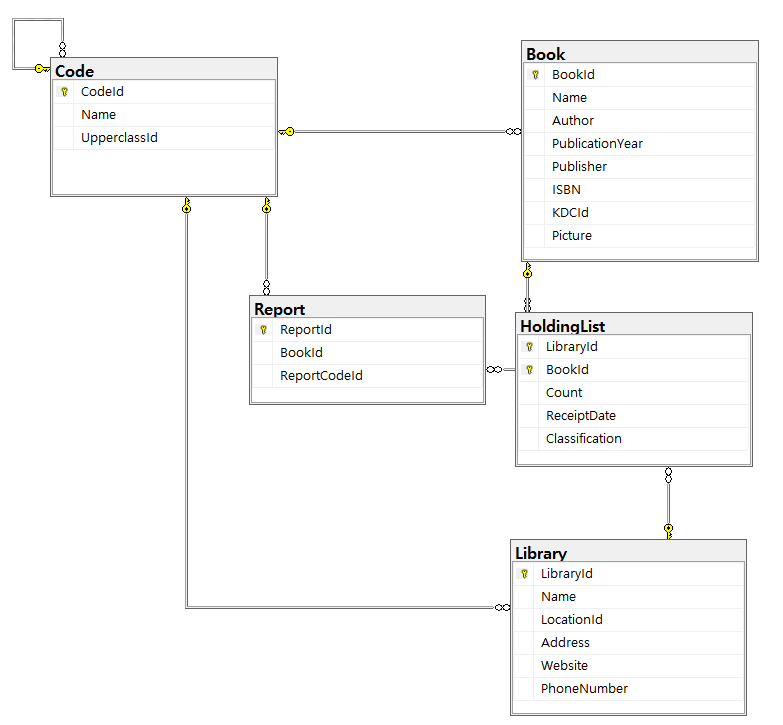 Code
CodeId
Name
UpperclassId
Book
BookId
Name
Author
PublicationYear
Publisher
ISBN
KDCId
Picture
Report
ReportId
BookId
ReportCodeId
HoldingList
LibraryId
BookId
Count
ReceiptDate
Classification
Library
LibraryId
Name
LocationId
Address
Website
PhoneNumber